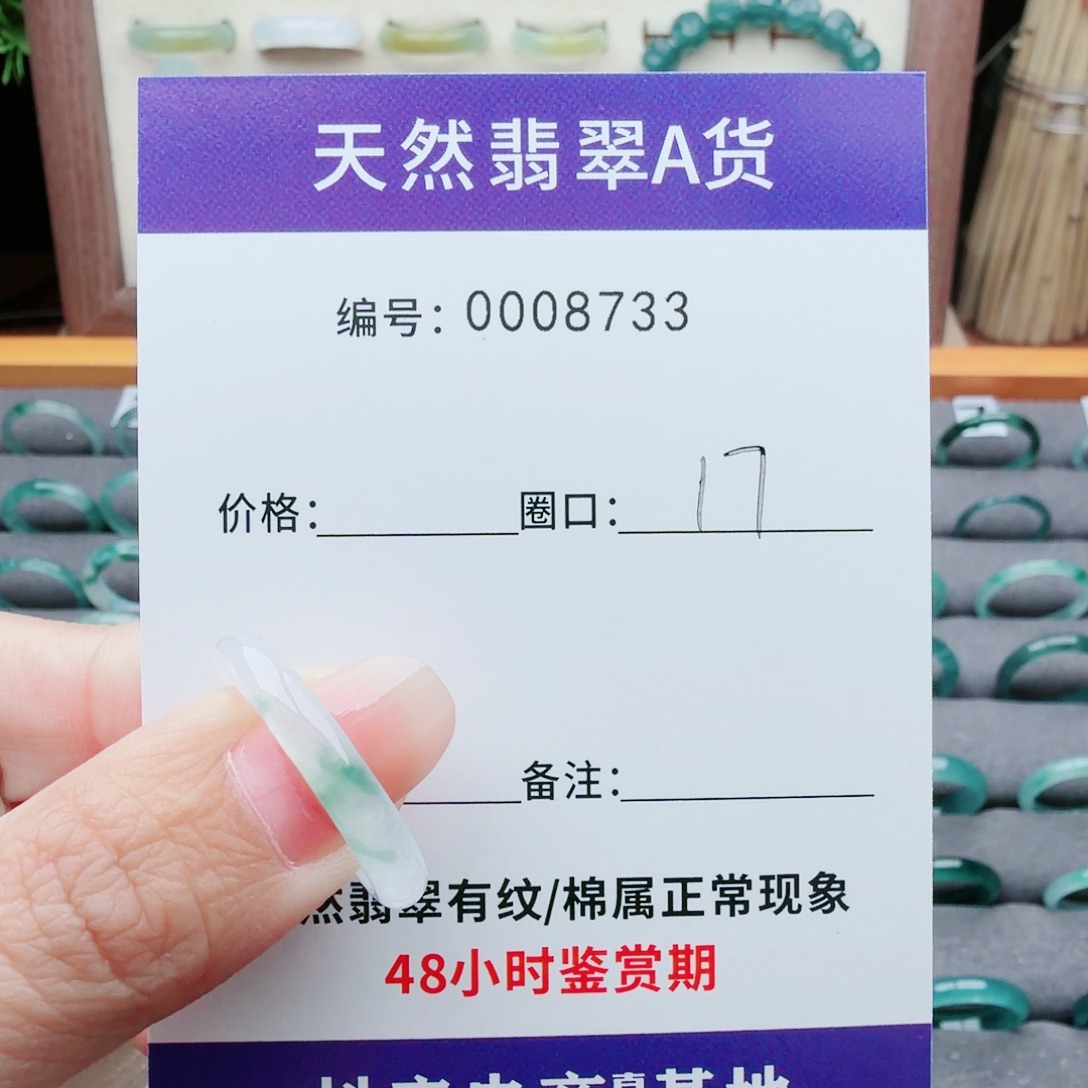 天然翡翠A货
编号：0008733
价格： 圈口：17
备注：
然翡翠有纹/棉属正常现象
48小时鉴赏期